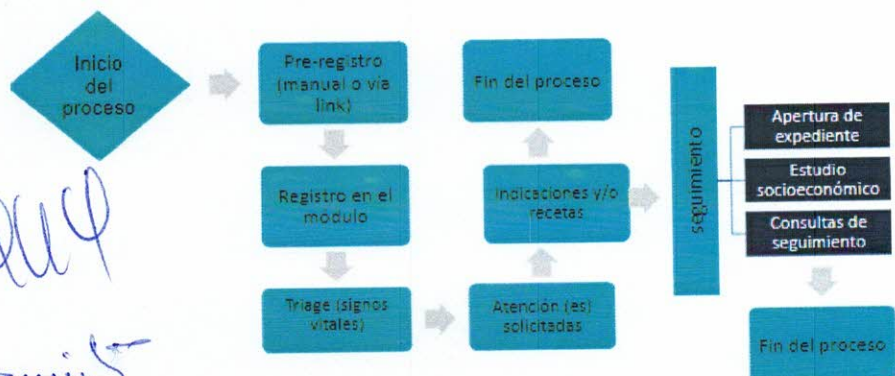 Inicio
del
proceso
Pre-registro
(manual o vía
link)
Registro en el
módulo
Triage (signos
vitales)
Atención (es)
solicitadas
Indicaciones y/o
recetas
Fin del proceso
seguimiento
Apertura de
expediente
Estudio
socioeconómico
Consultas de
seguimiento
Fin del proceso